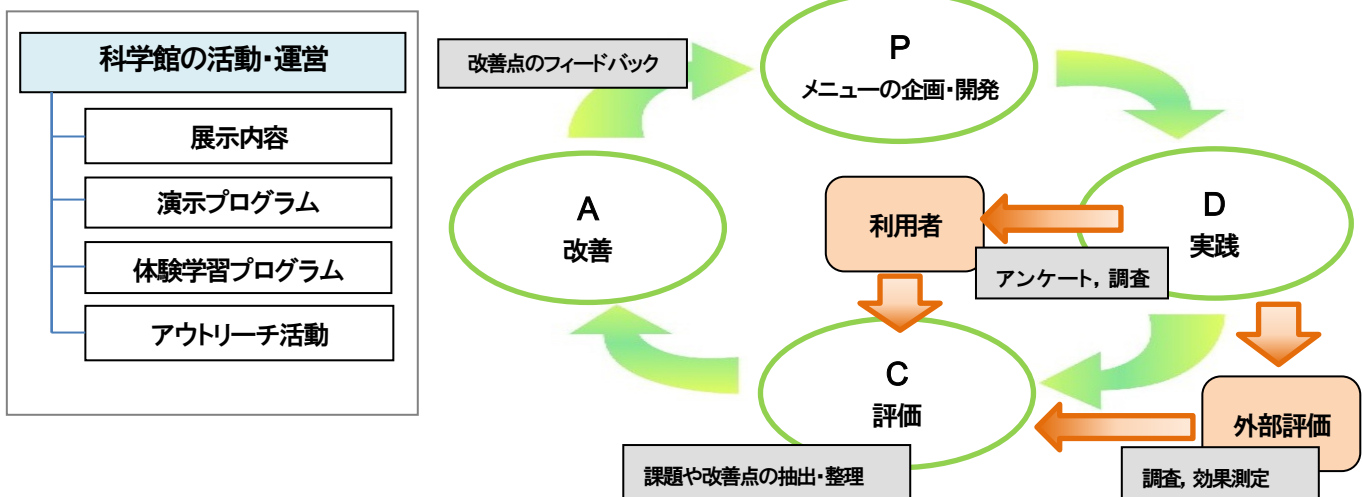 科学館の活動・運営
展示内容
演示プログラム
体験学習プログラム
アウトリーチ活動
改善点のフィードバック
P
メニューの企画・開発
A
改善
利用者
D
実践
アンケート，調査
C
評価
外部評価
課題や改善点の抽出・整理
調査，効果測定